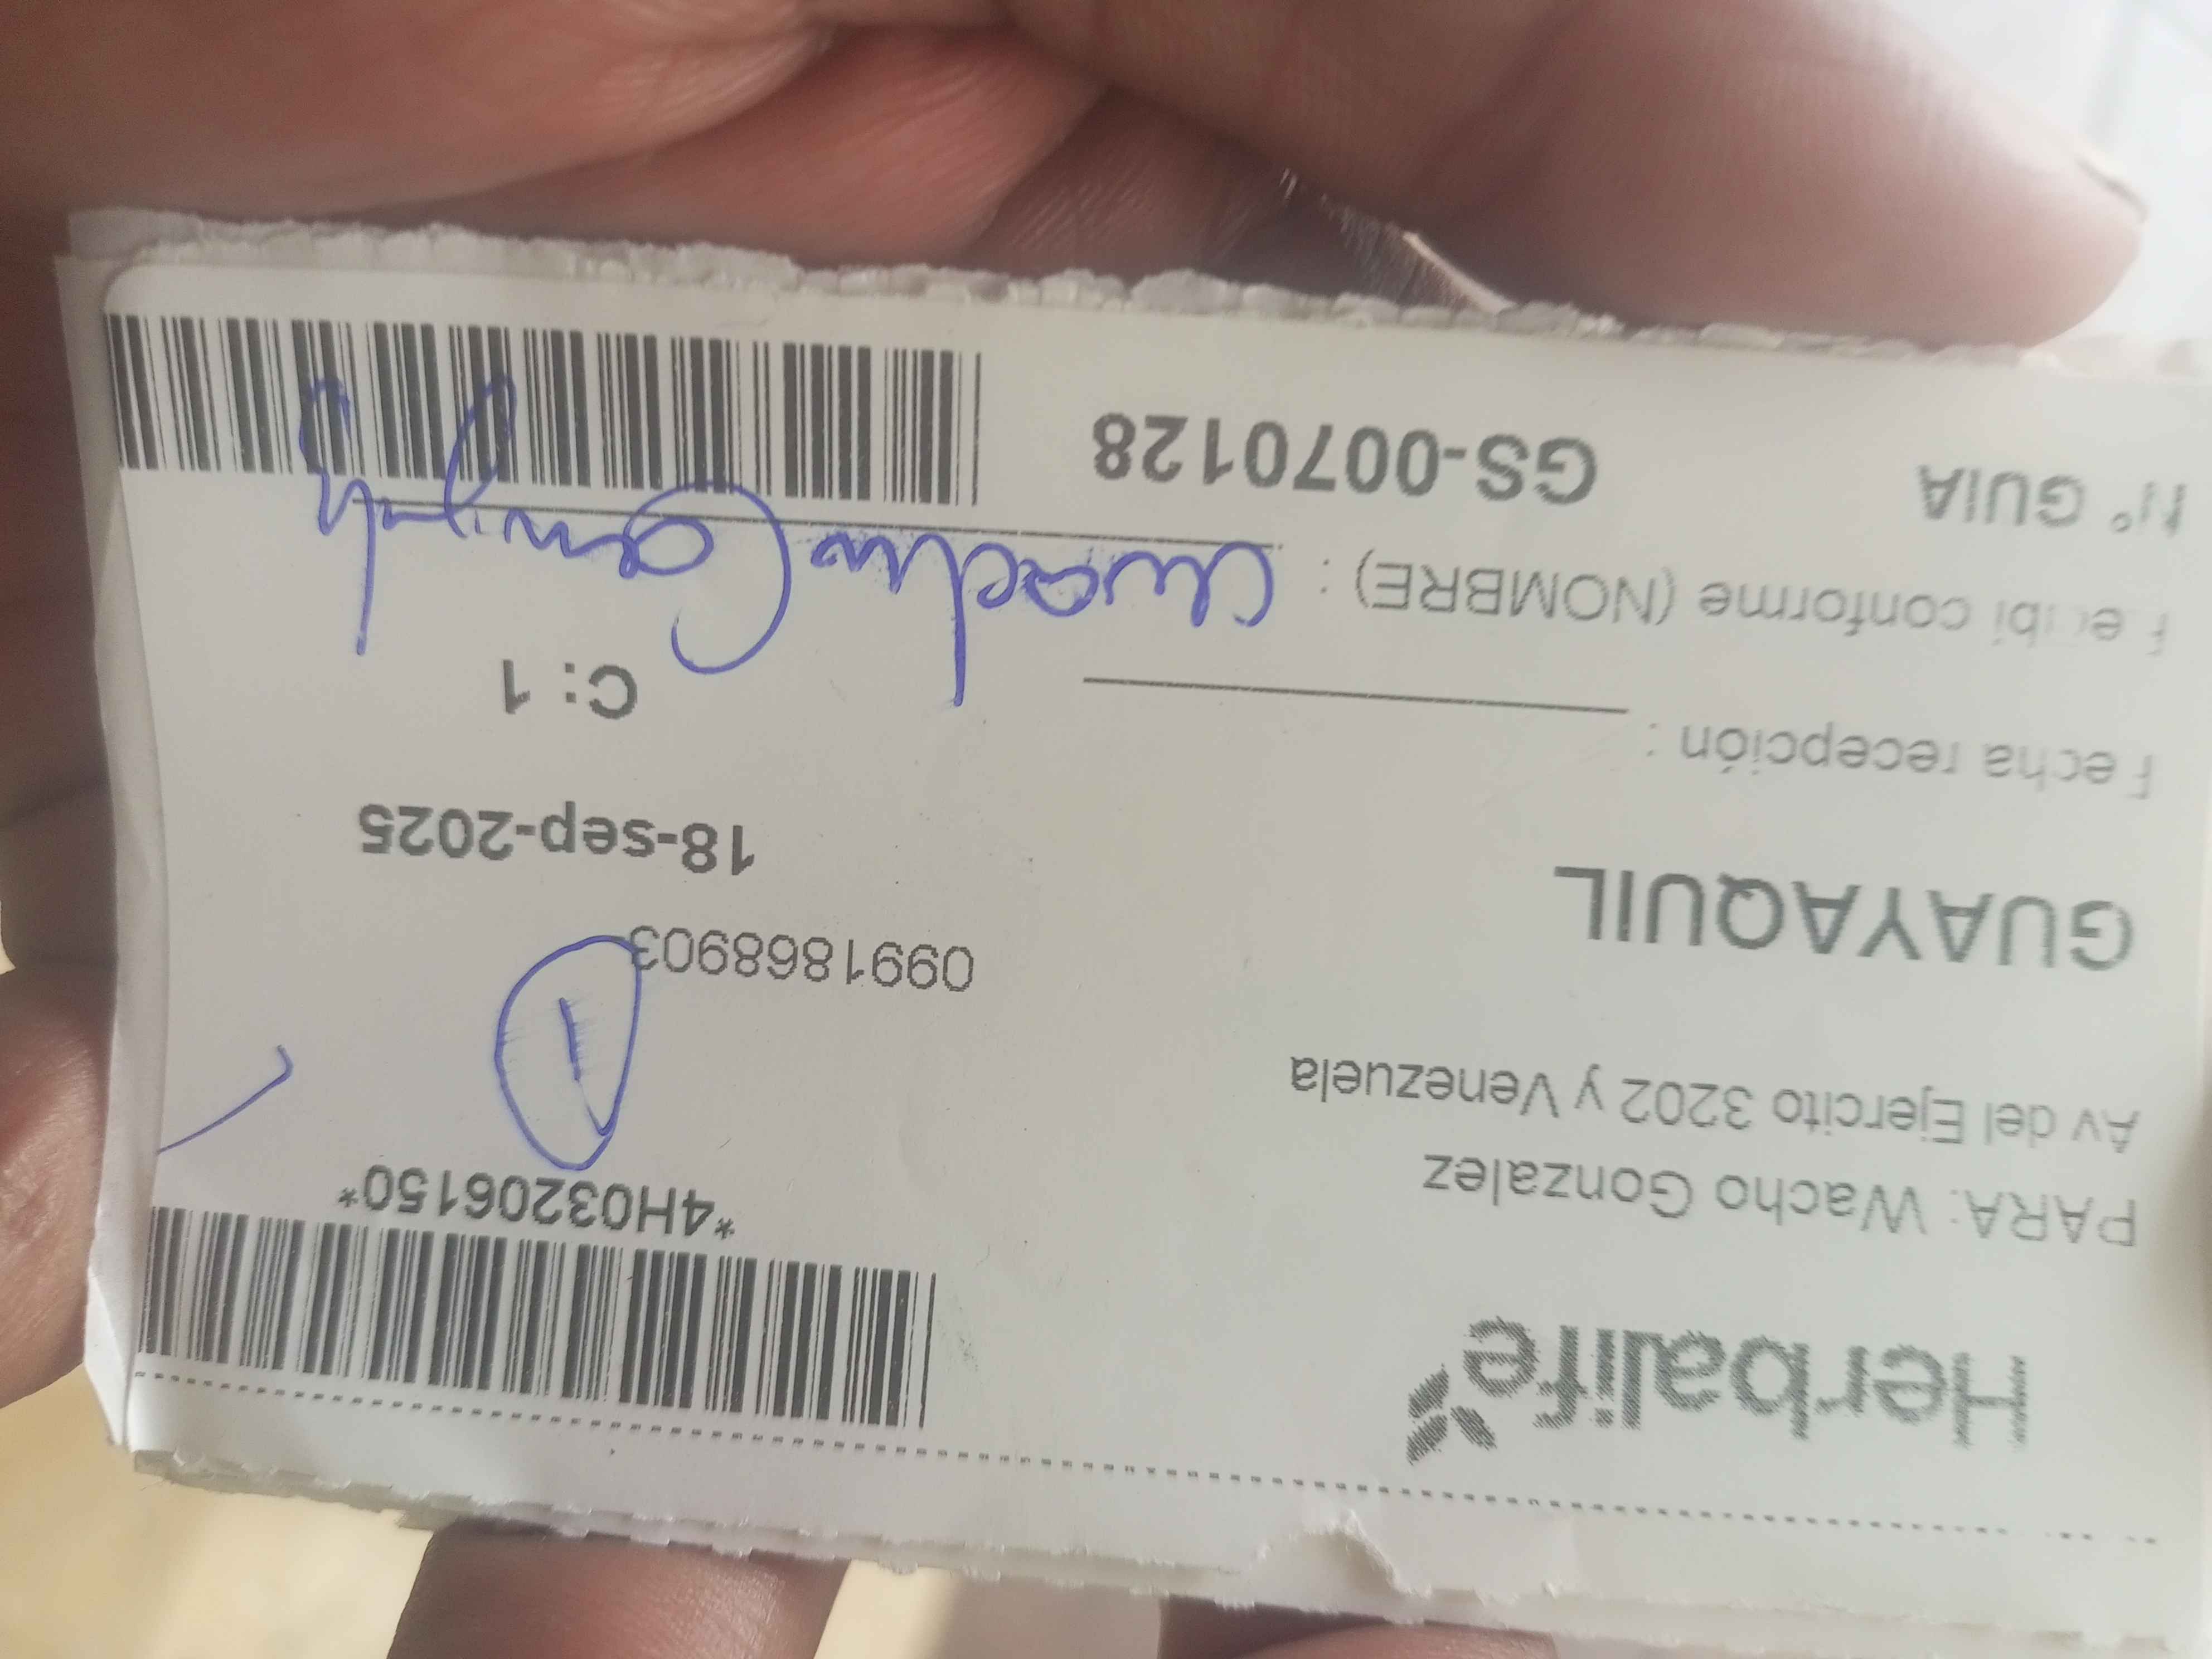 Herbalife
*4H03206150*
PARA: Wacho Gonzalez
Av del Ejercito 3202 y Venezuela
0991868903
1
GUAYAQUIL
18-sep-2025
Fecha recepción :
C: 1
Recibí conforme (NOMBRE) :
N° GUIA GS-0070128